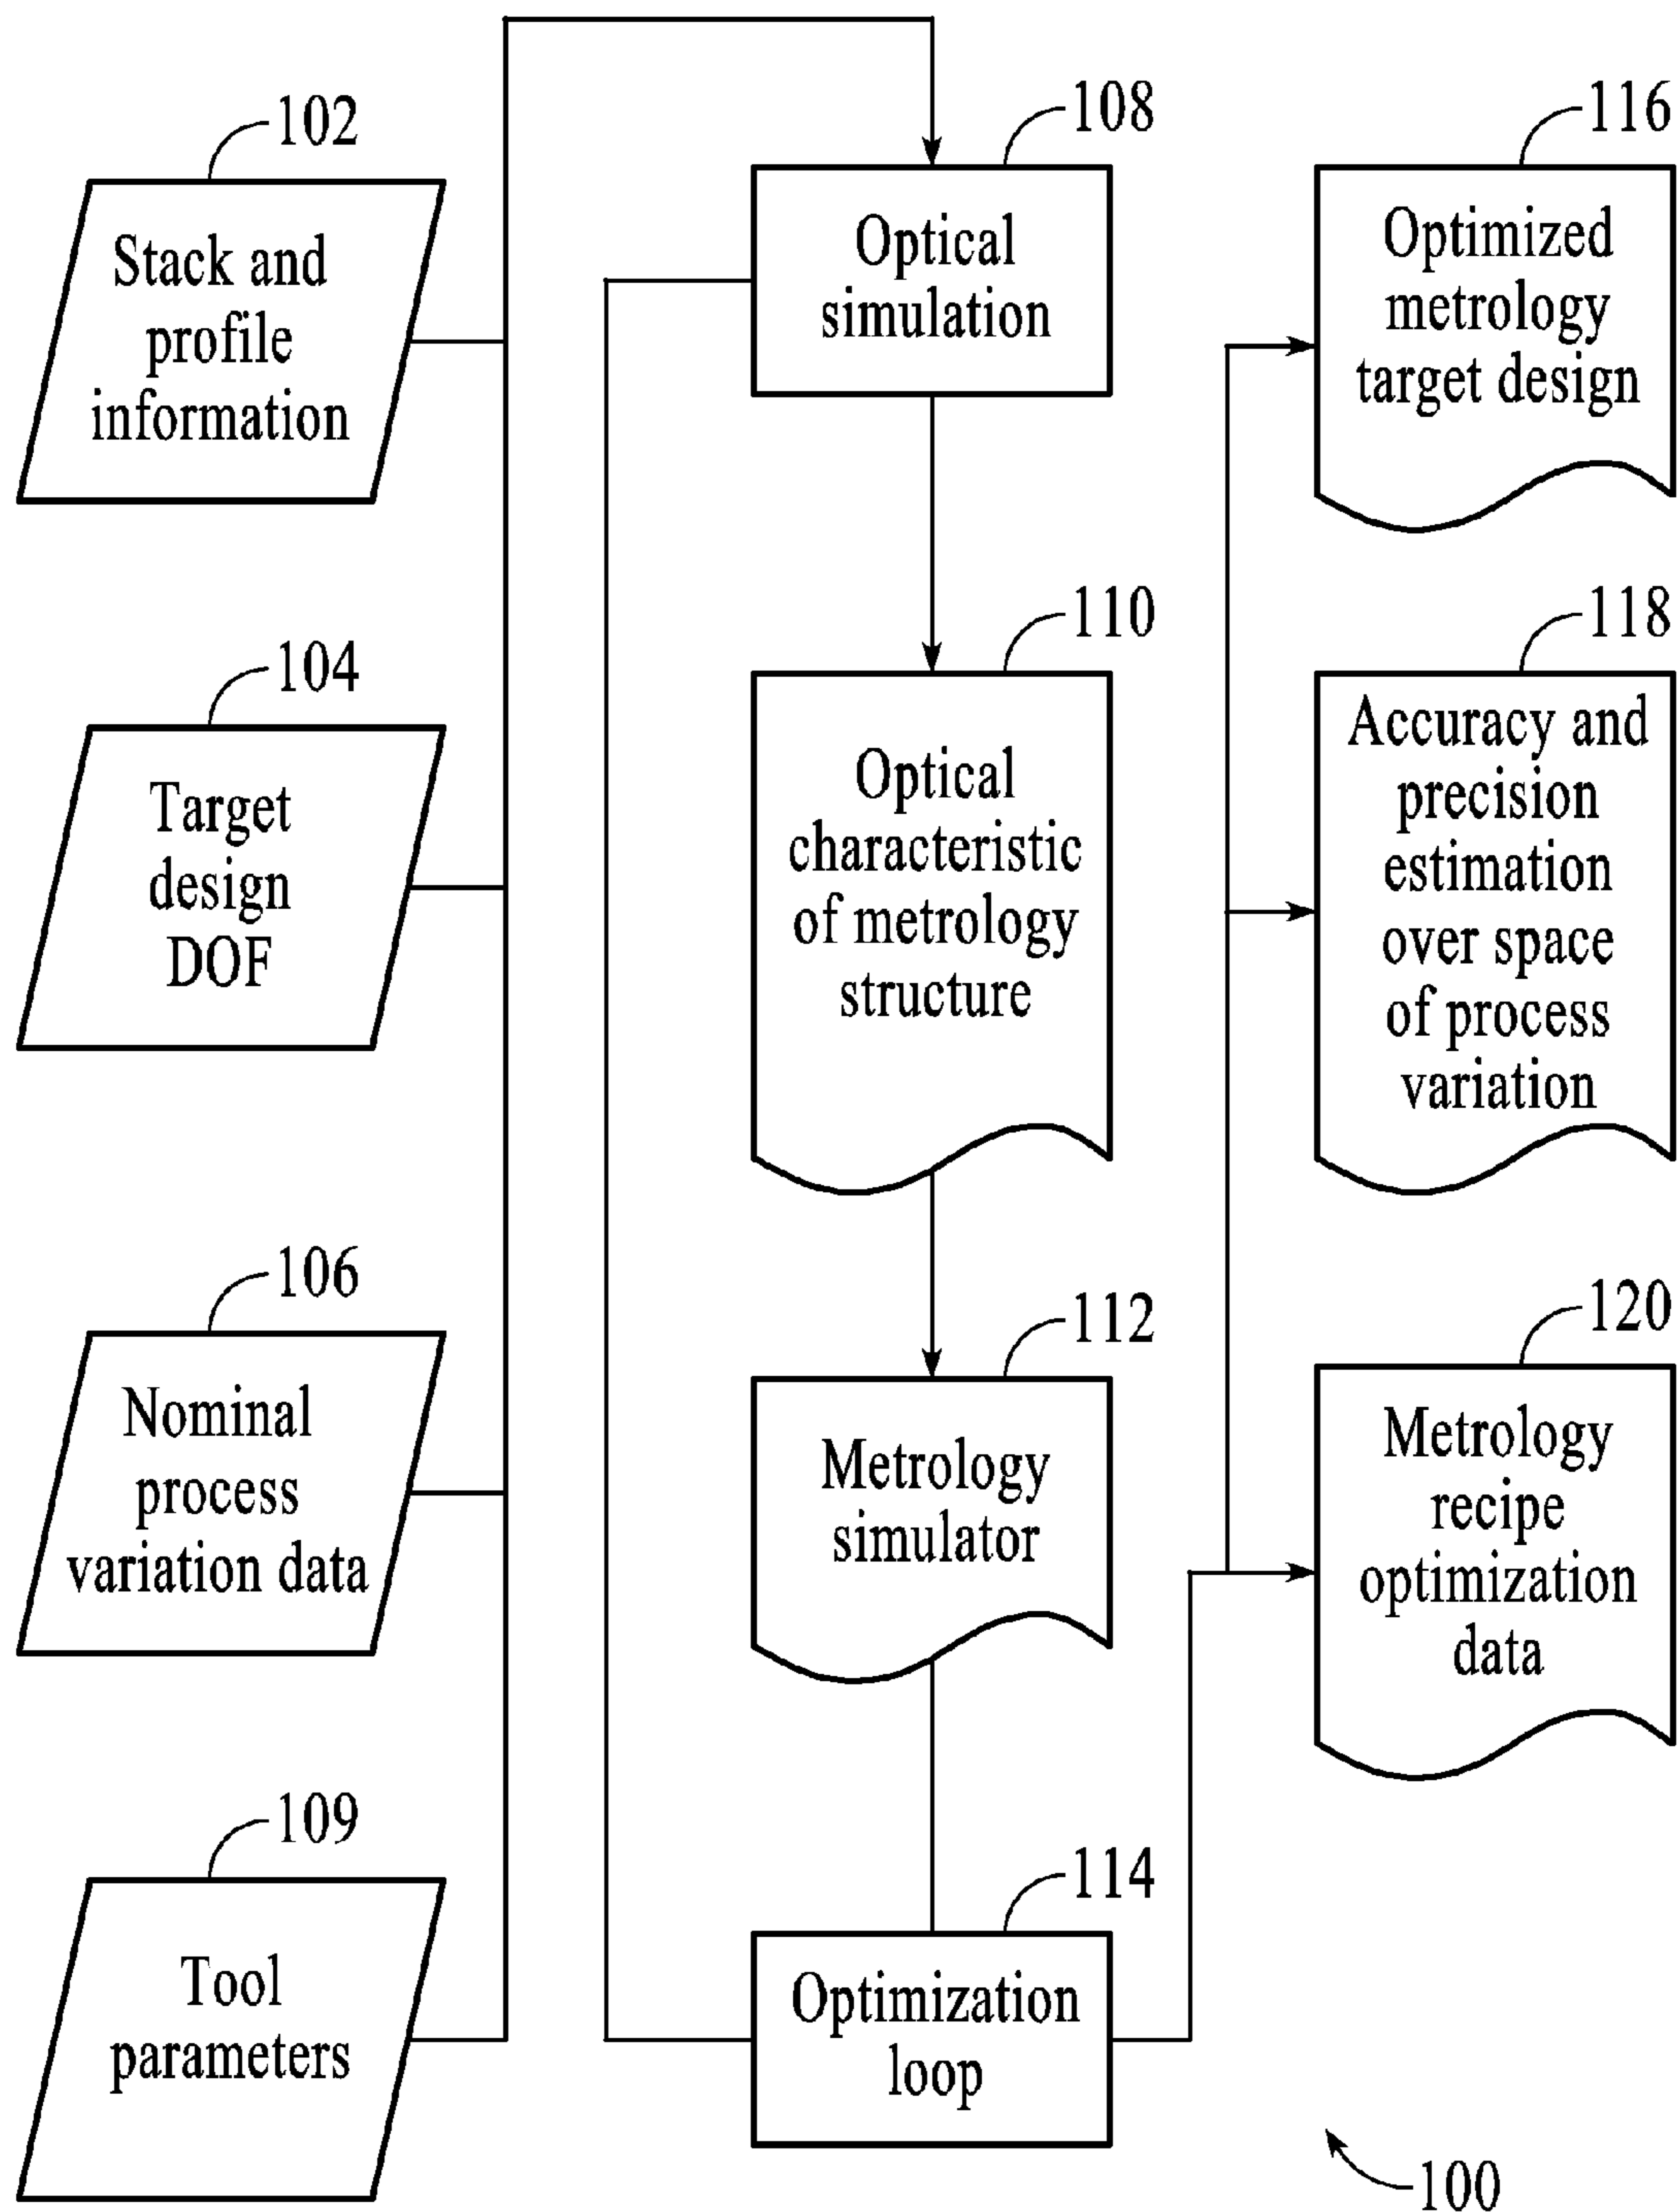 102
Stack and
profile
information
104
Target
design
DOF
106
Nominal
process
variation data
109
Tool
parameters
108
Optical
simulation
110
Optical
characteristic
of metrology
structure
112
Metrology
simulator
114
Optimization
loop
116
Optimized
metrology
target design
118
Accuracy and
precision
estimation
over space
of process
variation
120
Metrology
recipe
optimization
data
100